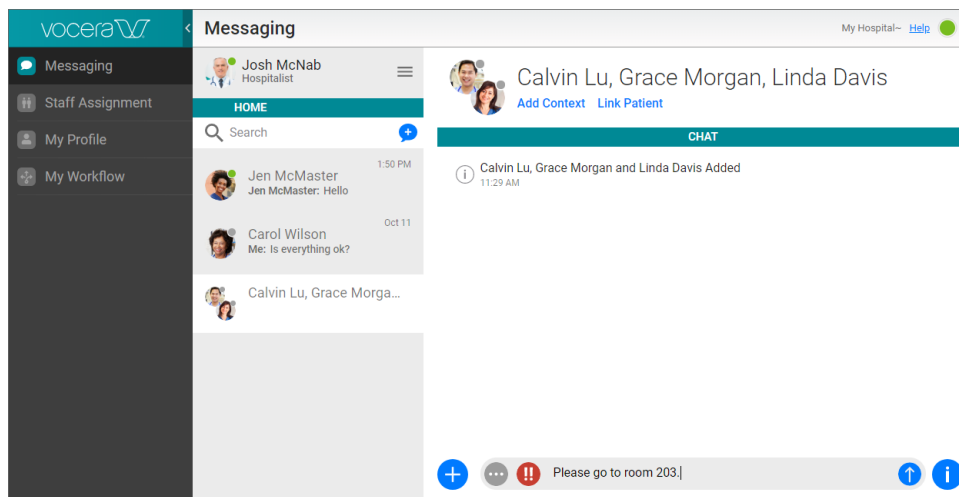 vocera
Messaging
My Hospital~ Help
Messaging
Staff Assignment
My Profile
My Workflow
Josh McNab
Hospitalist
HOME
Search
1:50 PM
Jen McMaster
Jen McMaster: Hello
Oct 11
Carol Wilson
Me: Is everything ok?
Calvin Lu, Grace Morga...
Calvin Lu, Grace Morgan, Linda Davis
Add Context Link Patient
CHAT
Calvin Lu, Grace Morgan and Linda Davis Added
11:29 AM
Please go to room 203.